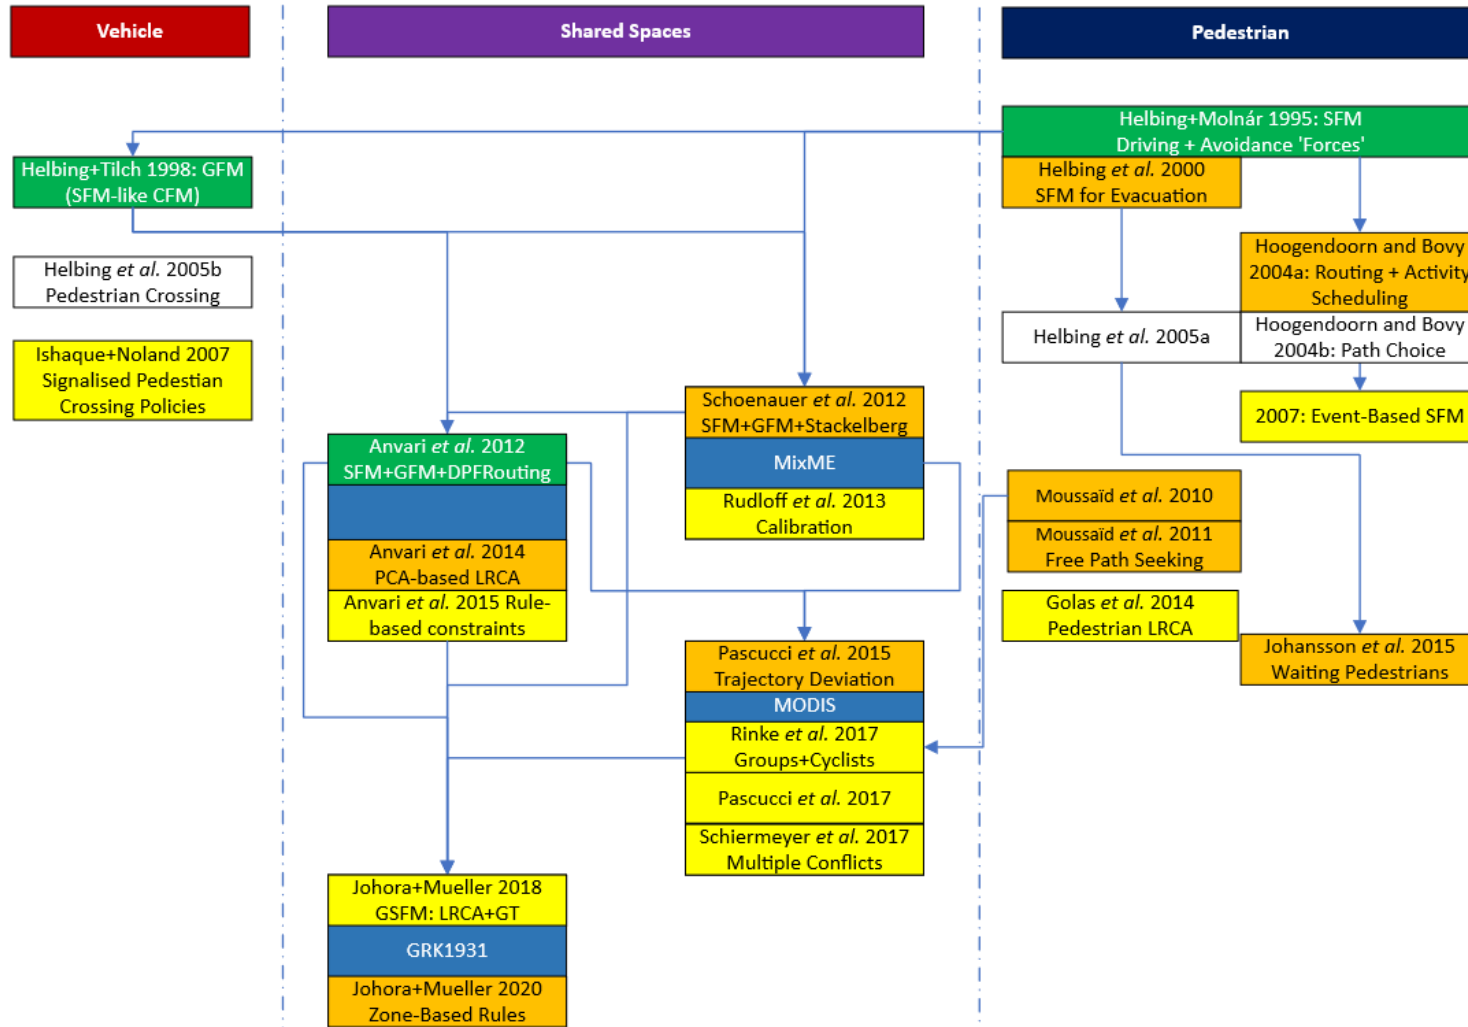 Vehicle
Shared Spaces
Pedestrian
Helbing+Molnár 1995: SFM
Driving + Avoidance 'Forces'
Helbing+Tilch 1998: GFM
(SFM-like CFM)
Helbing et al. 2000
SFM for Evacuation
Hoogendoorn and Bovy
2004a: Routing + Activity
Scheduling
Helbing et al. 2005b
Pedestrian Crossing
Helbing et al. 2005a
Hoogendoorn and Bovy
2004b: Path Choice
Ishaque+Noland 2007
Signalised Pedestian
Crossing Policies
2007: Event-Based SFM
Schoenauer et al. 2012
SFM+GFM+Stackelberg
MixME
Rudloff et al. 2013
Calibration
Anvari et al. 2012
SFM+GFM+DPFRouting
Anvari et al. 2014
PCA-based LRCA
Anvari et al. 2015 Rule-
based constraints
Moussaïd et al. 2010
Moussaïd et al. 2011
Free Path Seeking
Golas et al. 2014
Pedestrian LRCA
Johansson et al. 2015
Waiting Pedestrians
Pascucci et al. 2015
Trajectory Deviation
MODIS
Rinke et al. 2017
Groups+Cyclists
Pascucci et al. 2017
Schiermeyer et al. 2017
Multiple Conflicts
Johora+Mueller 2018
GSFM: LRCA+GT
GRK1931
Johora+Mueller 2020
Zone-Based Rules